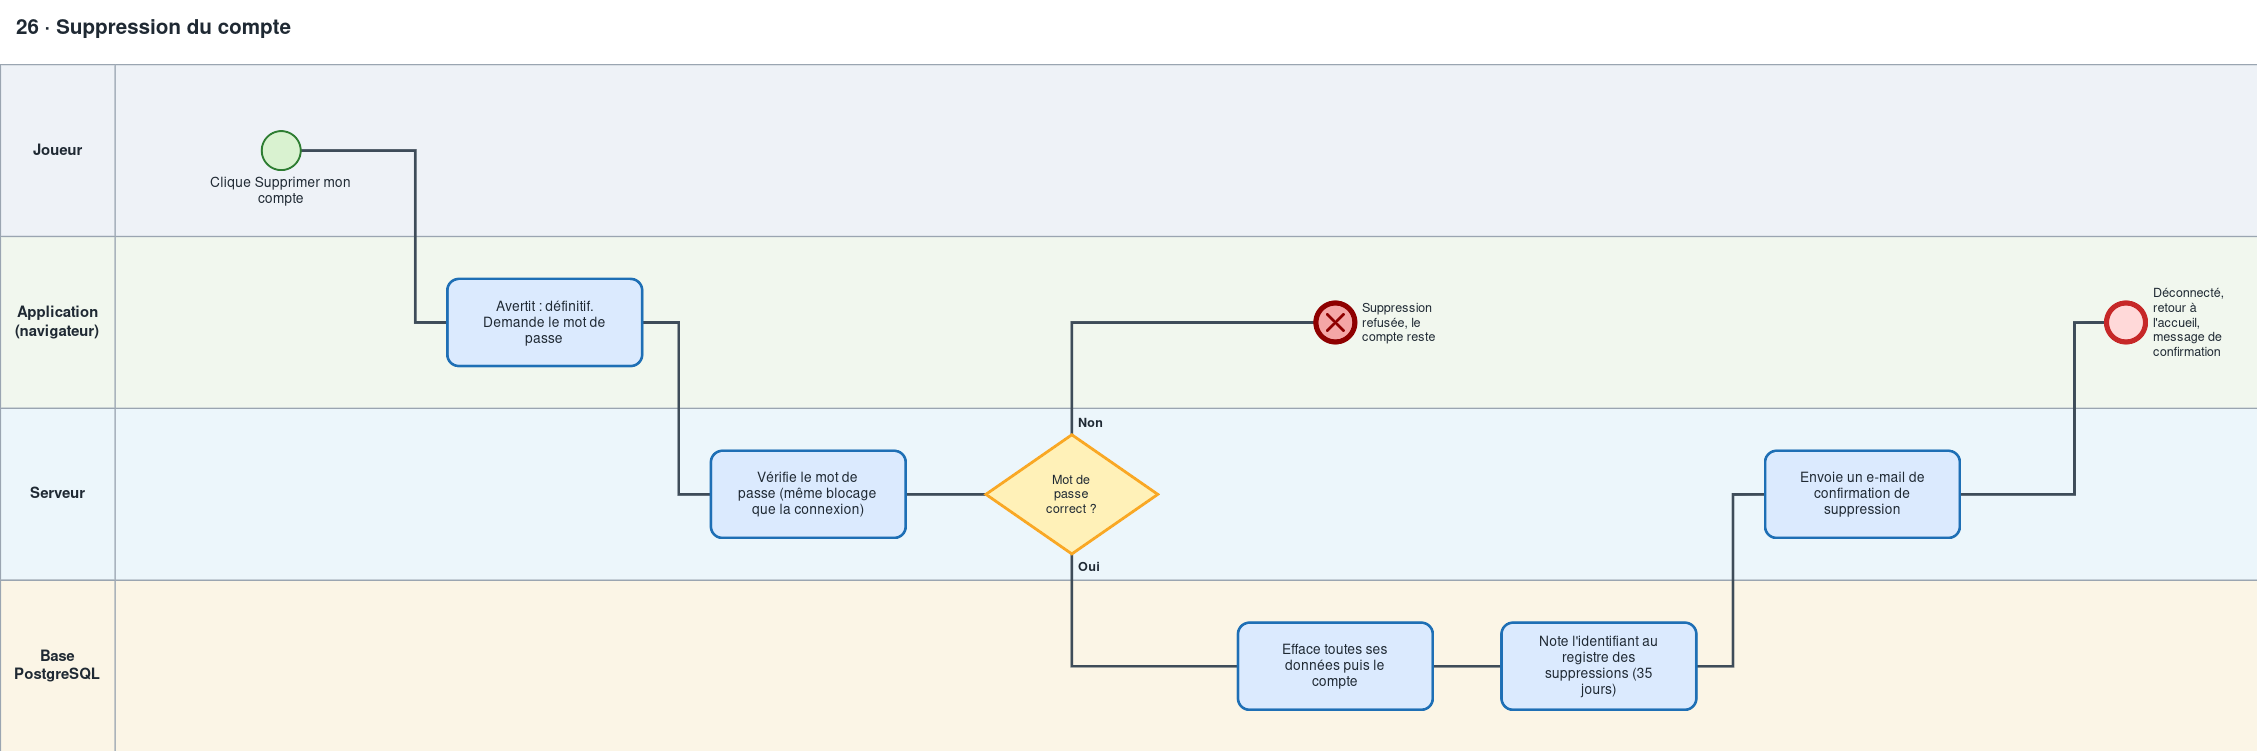 26 · Suppression du compte
Joueur
Clique Supprimer mon
compte
Application
(navigateur)
Avertit : définitif.
Demande le mot de
passe
Suppression
refusée, le
compte reste
Déconnecté,
retour à
l'accueil,
message de
confirmation
Serveur
Vérifie le mot de
passe (même blocage
que la connexion)
Non
Mot de
passe
correct ?
Oui
Envoie un e-mail de
confirmation de
suppression
Base
PostgreSQL
Efface toutes ses
données puis le
compte
Note l'identifiant au
registre des
suppressions (35
jours)